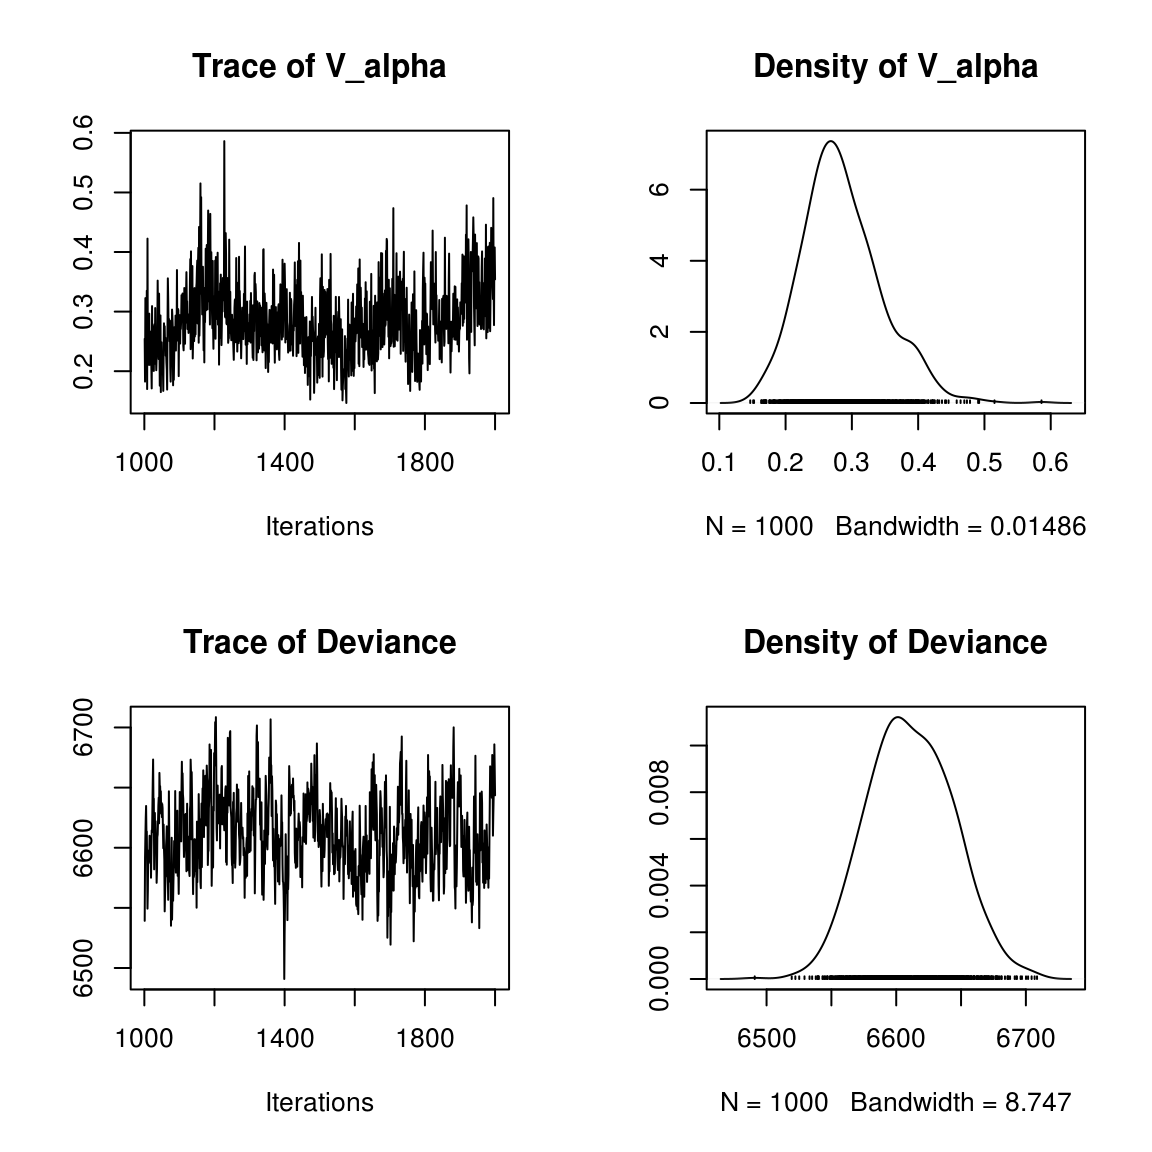 Trace of V_alpha
0.6
0.5
0.4
0.3
0.2
1000 1400 1800
Iterations
Density of V_alpha
6
4
2
0
0.1 0.2 0.3 0.4 0.5 0.6
N = 1000 Bandwidth = 0.01486
Trace of Deviance
6700
6600
6500
1000 1400 1800
Iterations
Density of Deviance
0.008
0.004
0.000
6500 6600 6700
N = 1000 Bandwidth = 8.747